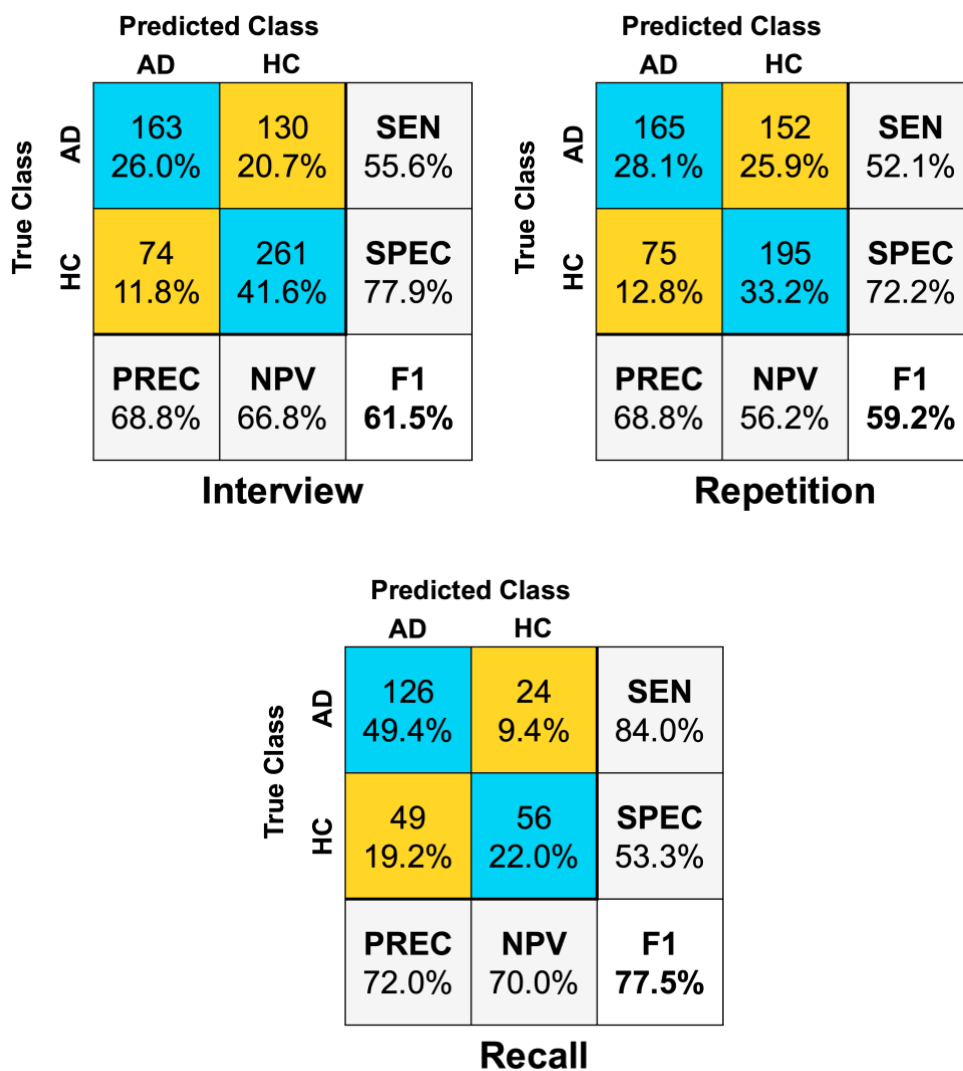 Predicted Class
AD HC
True Class
AD
163 130 SEN
26.0% 20.7% 55.6%
HC
74 261 SPEC
11.8% 41.6% 77.9%
PREC NPV F1
68.8% 66.8% 61.5%
Interview
Predicted Class
AD HC
True Class
AD
165 152 SEN
28.1% 25.9% 52.1%
HC
75 195 SPEC
12.8% 33.2% 72.2%
PREC NPV F1
68.8% 56.2% 59.2%
Repetition
Predicted Class
AD HC
True Class
AD
126 24 SEN
49.4% 9.4% 84.0%
HC
49 56 SPEC
19.2% 22.0% 53.3%
PREC NPV F1
72.0% 70.0% 77.5%
Recall